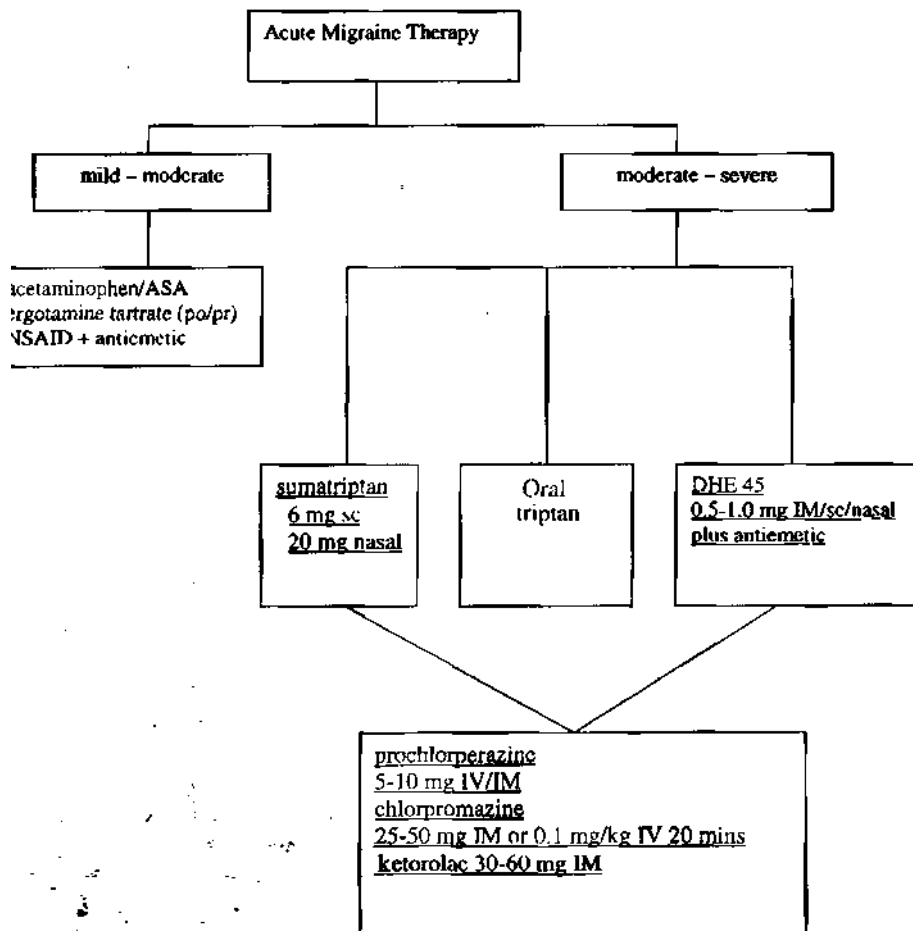 Acute Migraine Therapy
mild – moderate
moderate – severe
acetaminophen/ASA
ergotamine tartrate (po/pr)
NSAID + antiemetic
sumatriptan
6 mg sc
20 mg nasal
Oral
triptan
DHE 45
0.5-1.0 mg IM/sc/nasal
plus antiemetic
prochlorperazine
5-10 mg IV/IM
chlorpromazine
25-50 mg IM or 0.1 mg/kg IV 20 mins
ketorolac 30-60 mg IM